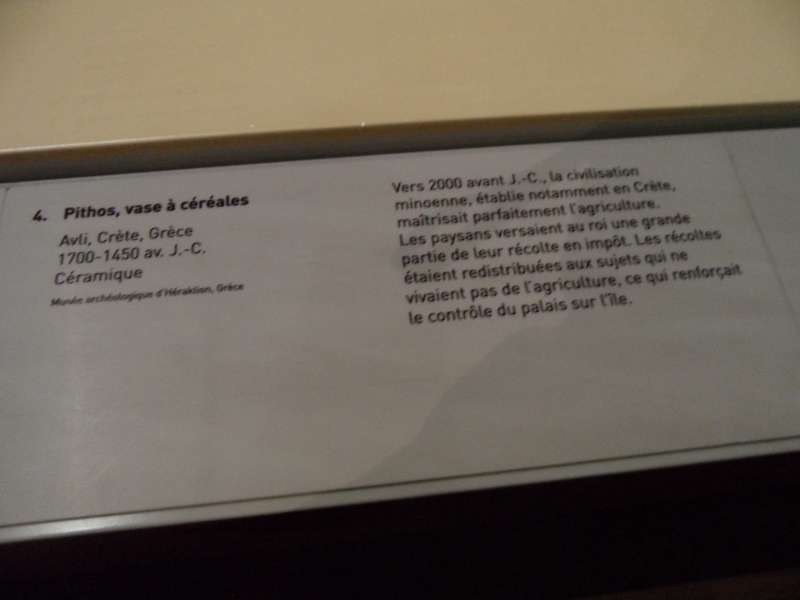 4. Pithos, vase à céréales
Avli, Crète, Grèce
1700-1450 av. J.-C.
Céramique
Musée archéologique d'Héraklion, Grèce
Vers 2000 avant J.-C., la civilisation
minoenne, établie notamment en Crète,
maîtrisait parfaitement l'agriculture.
Les paysans versaient au roi une grande
partie de leur récolte en impôt. Les récoltes
étaient redistribuées aux sujets qui ne
vivaient pas de l'agriculture, ce qui renforçait
le contrôle du palais sur l'île.